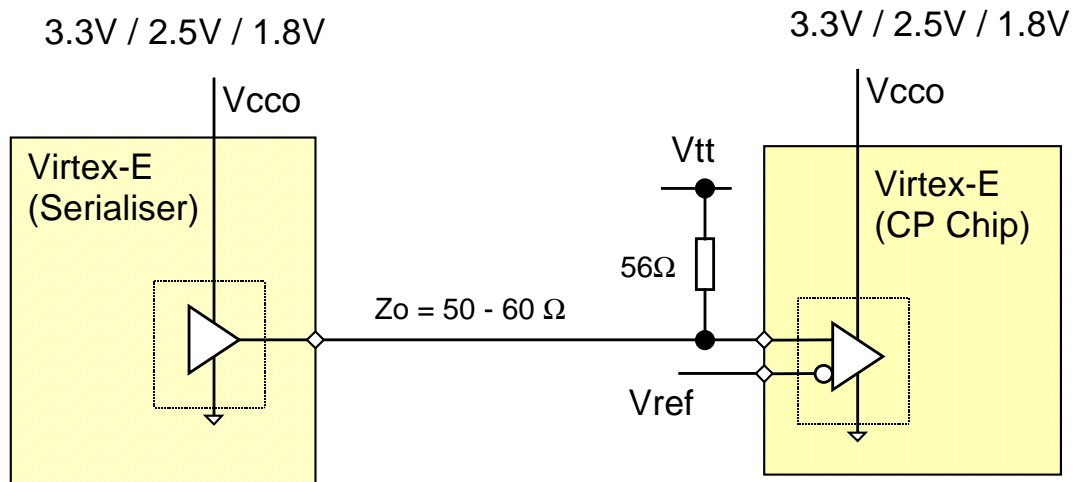 3.3V / 2.5V / 1.8V
3.3V / 2.5V / 1.8V
Vcco
Vcco
Virtex-E
(Serialiser)
Vtt
Virtex-E
(CP Chip)
56Ω
Zo = 50 - 60 Ω
Vref